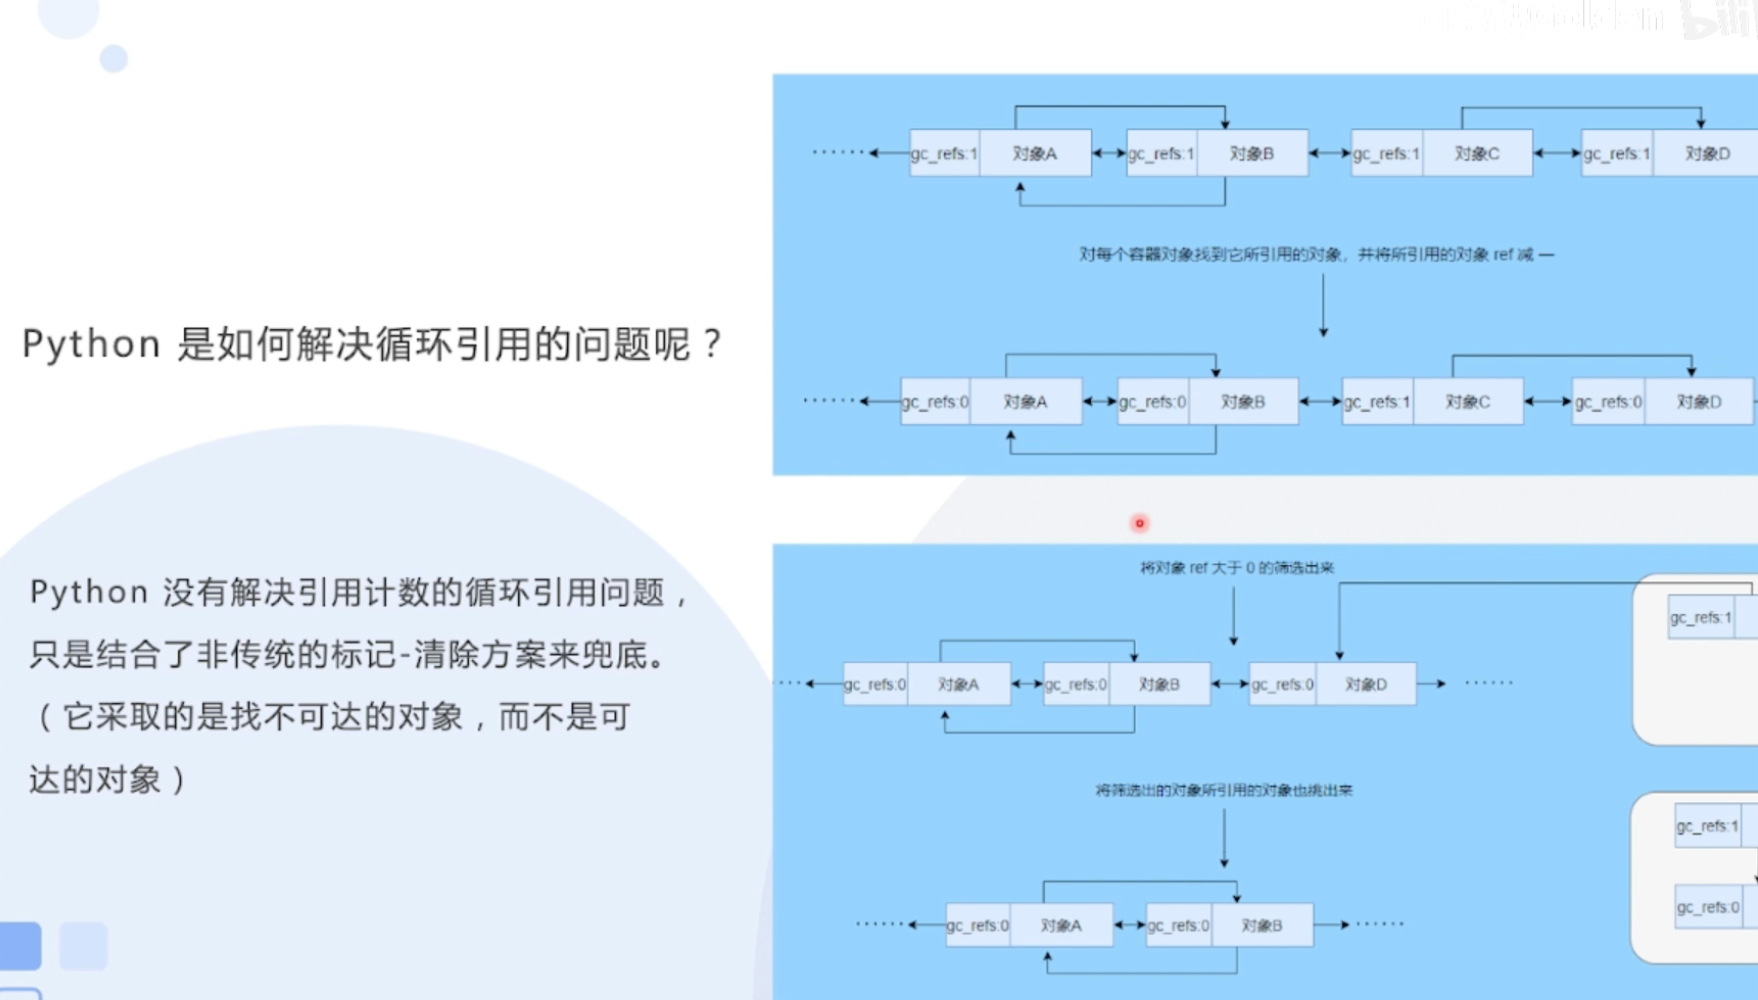 Python 是如何解决循环引用的问题呢？
Python 没有解决引用计数的循环引用问题，
只是结合了非传统的标记-清除方案来兜底。
（它采取的是找不可达的对象，而不是可
达的对象）
gc_refs:1 对象A gc_refs:1 对象B gc_refs:1 对象C gc_refs:1 对象D
对每个容器对象找到它所引用的对象，并将所引用的对象 ref 减 一
gc_refs:0 对象A gc_refs:0 对象B gc_refs:1 对象C gc_refs:0 对象D
将对象 ref 大于 0 的筛选出来
gc_refs:1
gc_refs:0 对象A gc_refs:0 对象B gc_refs:0 对象D
将筛选出的对象所引用的对象也挑出来
gc_refs:1
gc_refs:0
gc_refs:0 对象A gc_refs:0 对象B